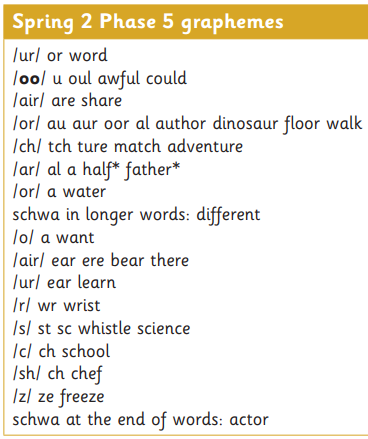 Spring 2 Phase 5 graphemes
/ur/ or word
/oo/ u oul awful could
/air/ are share
/or/ au aur oor al author dinosaur floor walk
/ch/ tch ture match adventure
/ar/ al a half* father*
/or/ a water
schwa in longer words: different
/o/ a want
/air/ ear ere bear there
/ur/ ear learn
/r/ wr wrist
/s/ st sc whistle science
/c/ ch school
/sh/ ch chef
/z/ ze freeze
schwa at the end of words: actor